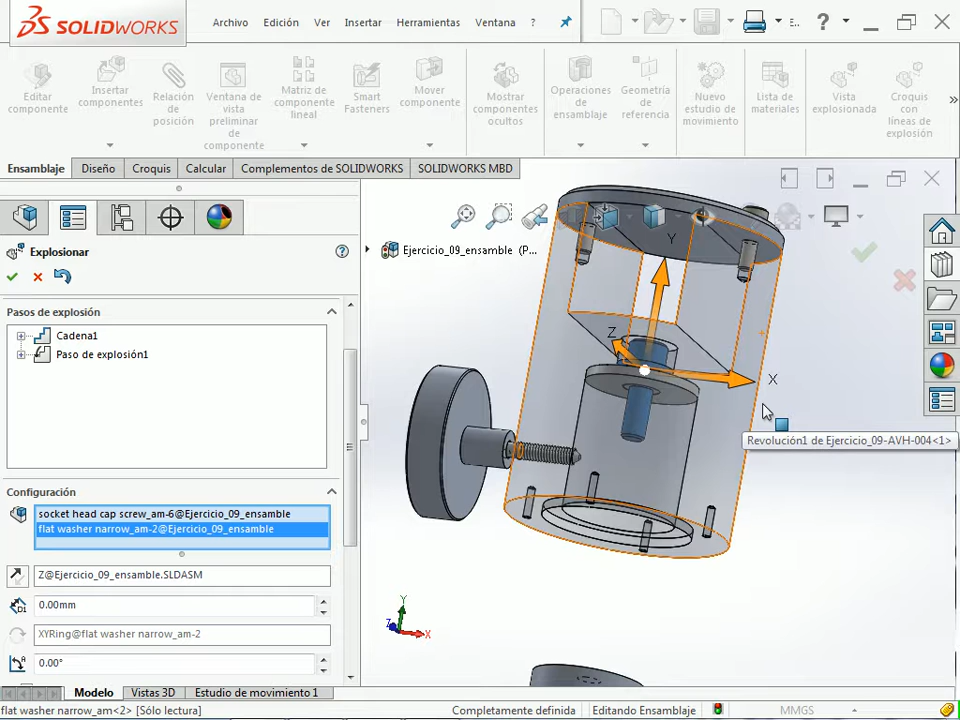 SOLIDWORKS
Archivo Edición Ver Insertar Herramientas Ventana ? E.. ?
Editar componente
Insertar componentes
Relación de posición
Ventana de vista preliminar de componente
Matriz de componente lineal
Smart Fasteners
Mover componente
Mostrar componentes ocultos
Operaciones de ensamblaje
Geometría de referencia
Nuevo estudio de movimiento
Lista de materiales
Vista explosionada
Croquis con líneas de explosión
»
Ensamblaje Diseño Croquis Calcular Complementos de SOLIDWORKS SOLIDWORKS MBD
Explosionar ?
Pasos de explosión
Cadena1
Paso de explosión1
Configuración
socket head cap screw_am-6@Ejercicio_09_ensamble
flat washer narrow_am-2@Ejercicio_09_ensamble
Z@Ejercicio_09_ensamble.SLDASM
0.00mm
XYRing@flat washer narrow_am-2
0.00°
Ejercicio_09_ensamble (P...
Y
Z
X
Revolución1 de Ejercicio_09-AVH-004<1>
Y
Z
X
Modelo Vistas 3D Estudio de movimiento 1
flat washer narrow_am<2> [Sólo lectura] Completamente definida Editando Ensamblaje MMGS